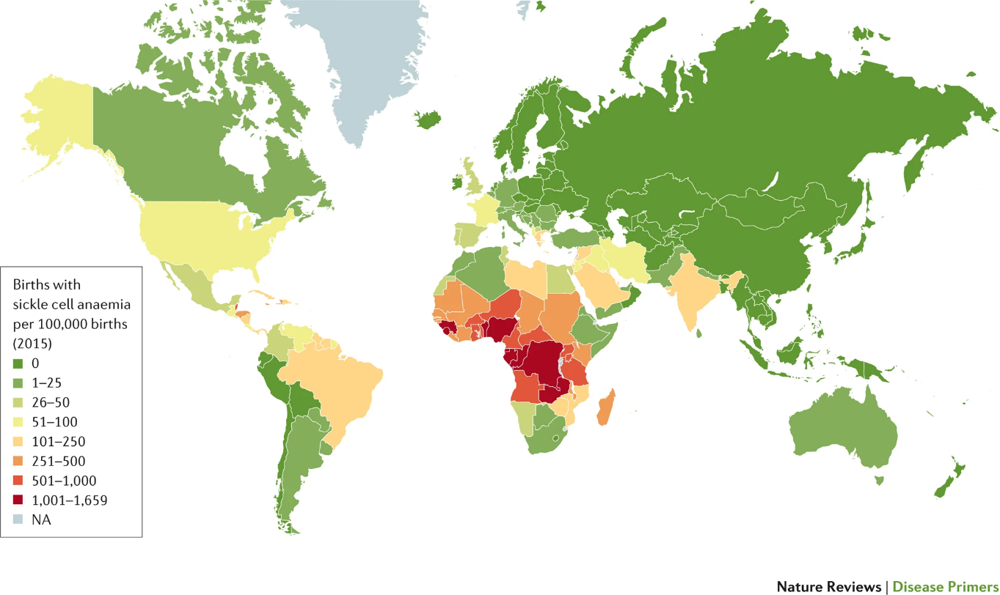 Births with
sickle cell anaemia
per 100,000 births
(2015)
0
1–25
26–50
51–100
101–250
251–500
501–1,000
1,001–1,659
NA
Nature Reviews | Disease Primers